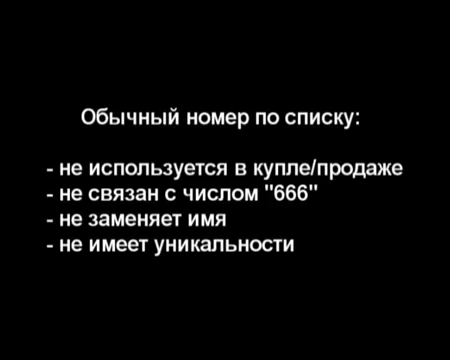 Обычный номер по списку:
- не используется в купле/продаже
- не связан с числом "666"
- не заменяет имя
- не имеет уникальности